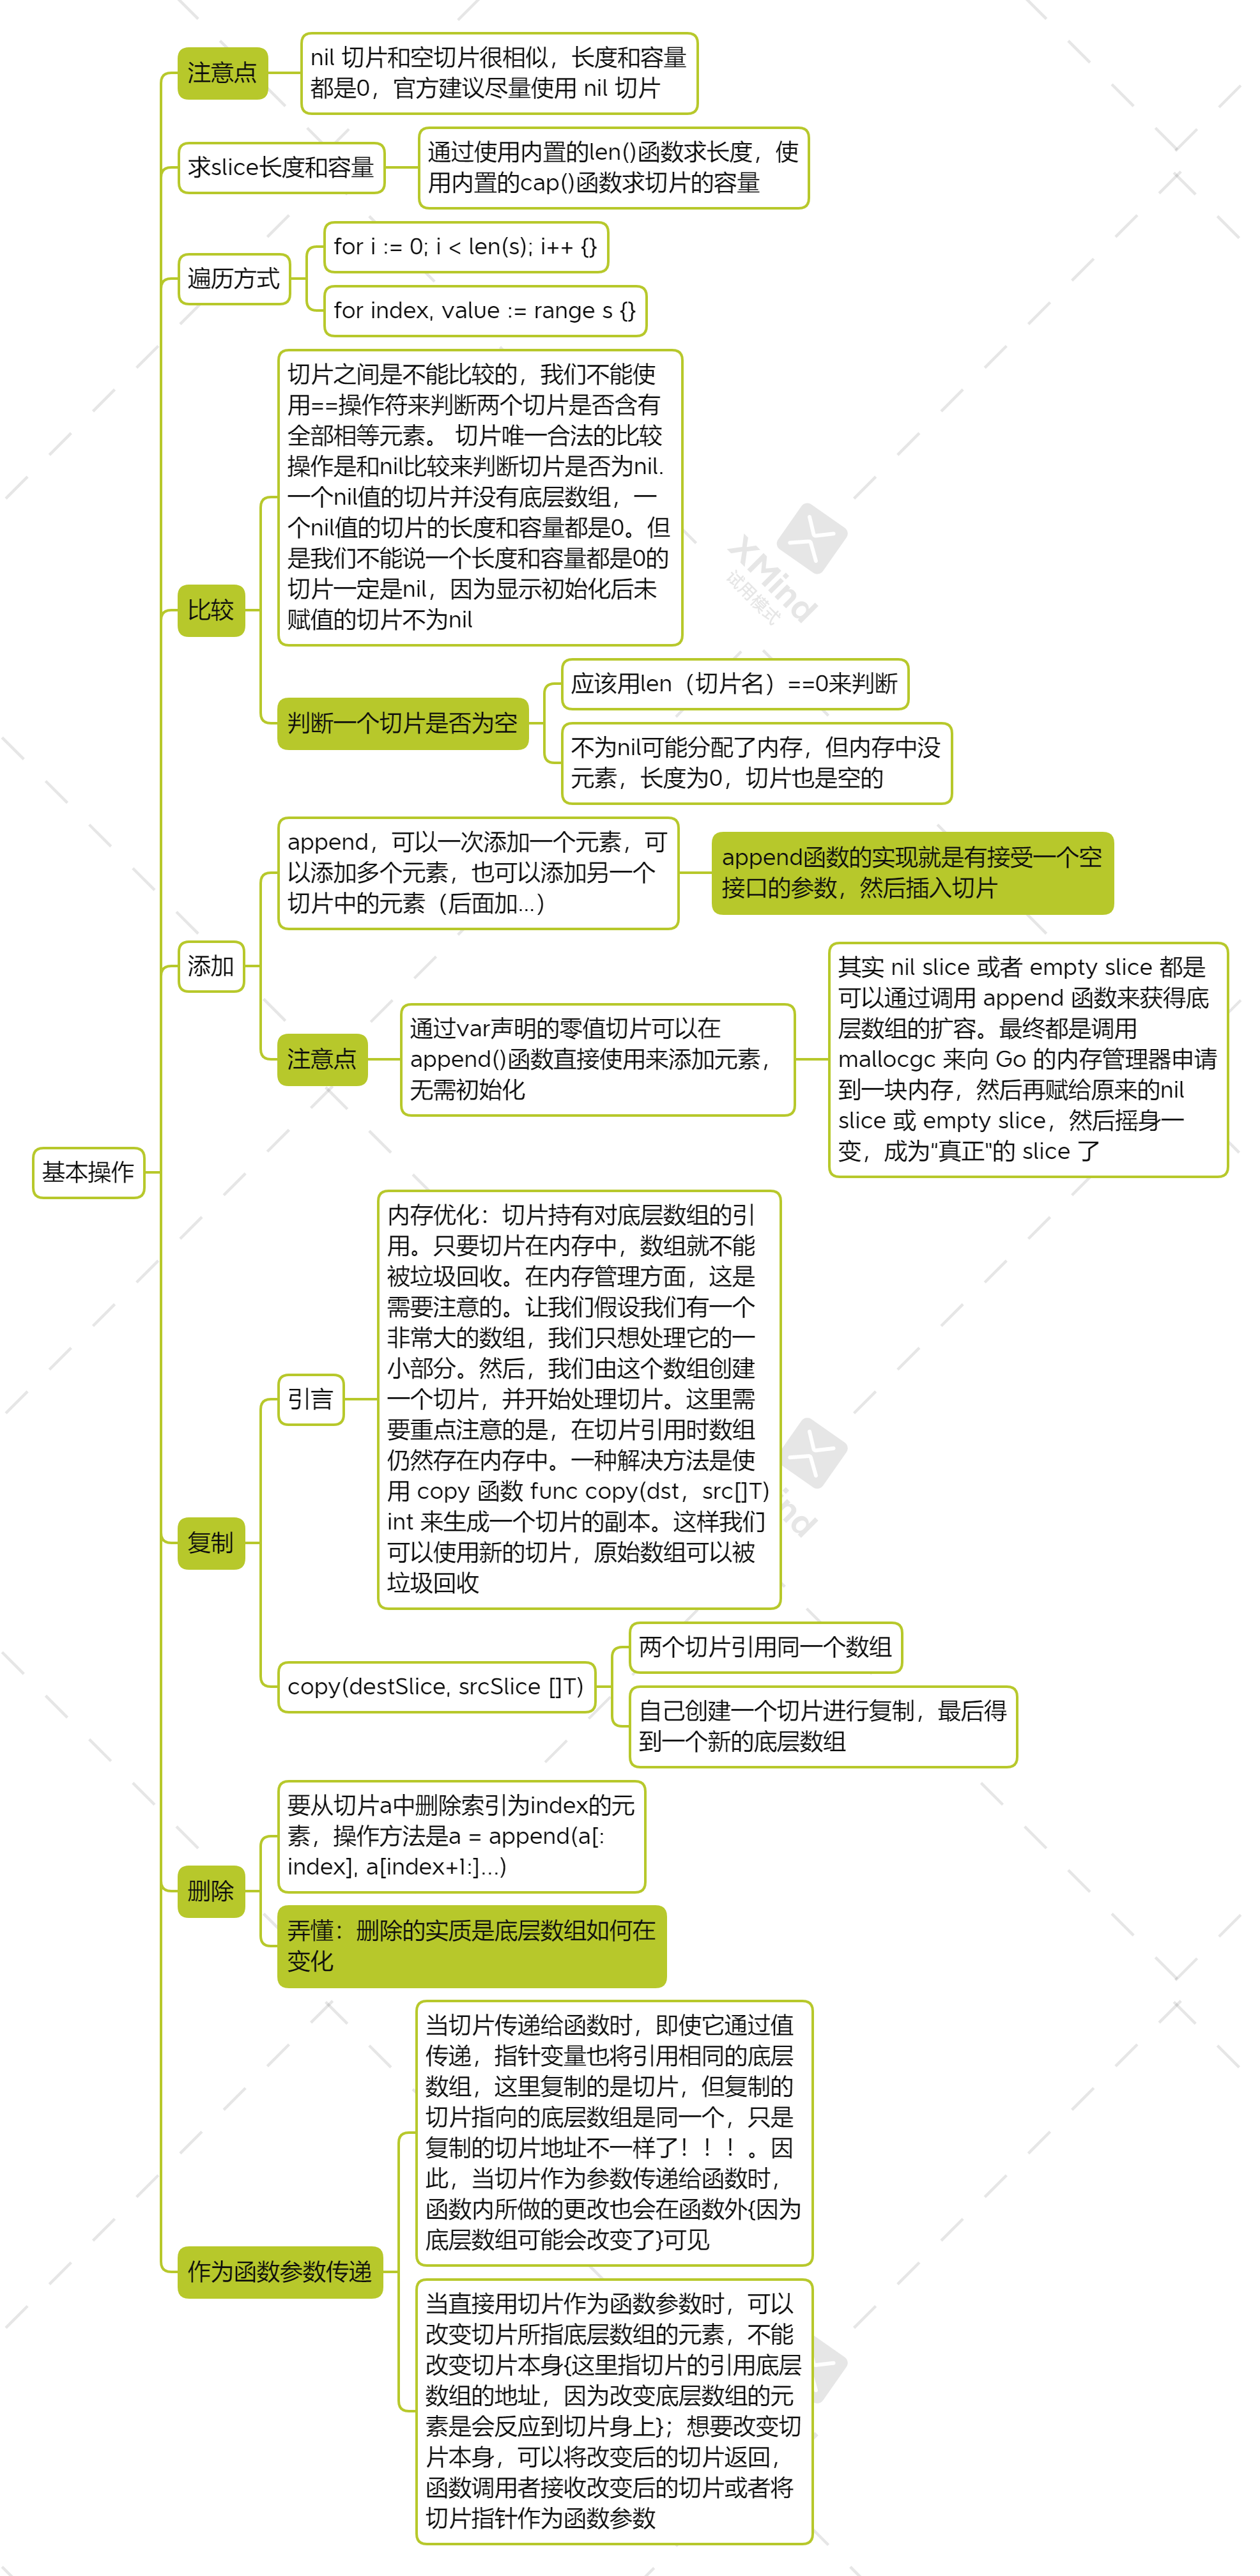 注意点
nil 切片和空切片很相似，长度和容量
都是0，官方建议尽量使用 nil 切片
求slice长度和容量
通过使用内置的len()函数求长度，使
用内置的cap()函数求切片的容量
遍历方式
for i := 0; i < len(s); i++ {}
for index, value := range s {}
比较
切片之间是不能比较的，我们不能使
用==操作符来判断两个切片是否含有
全部相等元素。 切片唯一合法的比较
操作是和nil比较来判断切片是否为nil.
一个nil值的切片并没有底层数组，一
个nil值的切片的长度和容量都是0。但
是我们不能说一个长度和容量都是0的
切片一定是nil，因为显示初始化后未
赋值的切片不为nil
判断一个切片是否为空
应该用len（切片名）==0来判断
不为nil可能分配了内存，但内存中没
元素，长度为0，切片也是空的
添加
append，可以一次添加一个元素，可
以添加多个元素，也可以添加另一个
切片中的元素（后面加...）
append函数的实现就是有接受一个空
接口的参数，然后插入切片
注意点
通过var声明的零值切片可以在
append()函数直接使用来添加元素，
无需初始化
其实 nil slice 或者 empty slice 都是
可以通过调用 append 函数来获得底
层数组的扩容。最终都是调用
mallocgc 来向 Go 的内存管理器申请
到一块内存，然后再赋给原来的nil
slice 或 empty slice，然后摇身一
变，成为“真正”的 slice 了
基本操作
复制
引言
内存优化：切片持有对底层数组的引
用。只要切片在内存中，数组就不能
被垃圾回收。在内存管理方面，这是
需要注意的。让我们假设我们有一个
非常大的数组，我们只想处理它的一
小部分。然后，我们由这个数组创建
一个切片，并开始处理切片。这里需
要重点注意的是，在切片引用时数组
仍然存在内存中。一种解决方法是使
用 copy 函数 func copy(dst，src[]T)
int 来生成一个切片的副本。这样我们
可以使用新的切片，原始数组可以被
垃圾回收
copy(destSlice, srcSlice []T)
两个切片引用同一个数组
自己创建一个切片进行复制，最后得
到一个新的底层数组
删除
要从切片a中删除索引为index的元
素，操作方法是a = append(a[:
index], a[index+1:]...)
弄懂：删除的实质是底层数组如何在
变化
作为函数参数传递
当切片传递给函数时，即使它通过值
传递，指针变量也将引用相同的底层
数组，这里复制的是切片，但复制的
切片指向的底层数组是同一个，只是
复制的切片地址不一样了！！！。因
此，当切片作为参数传递给函数时，
函数内所做的更改也会在函数外{因为
底层数组可能会改变了}可见
当直接用切片作为函数参数时，可以
改变切片所指底层数组的元素，不能
改变切片本身{这里指切片的引用底层
数组的地址，因为改变底层数组的元
素是会反应到切片身上}；想要改变切
片本身，可以将改变后的切片返回，
函数调用者接收改变后的切片或者将
切片指针作为函数参数
XMind
试用模式